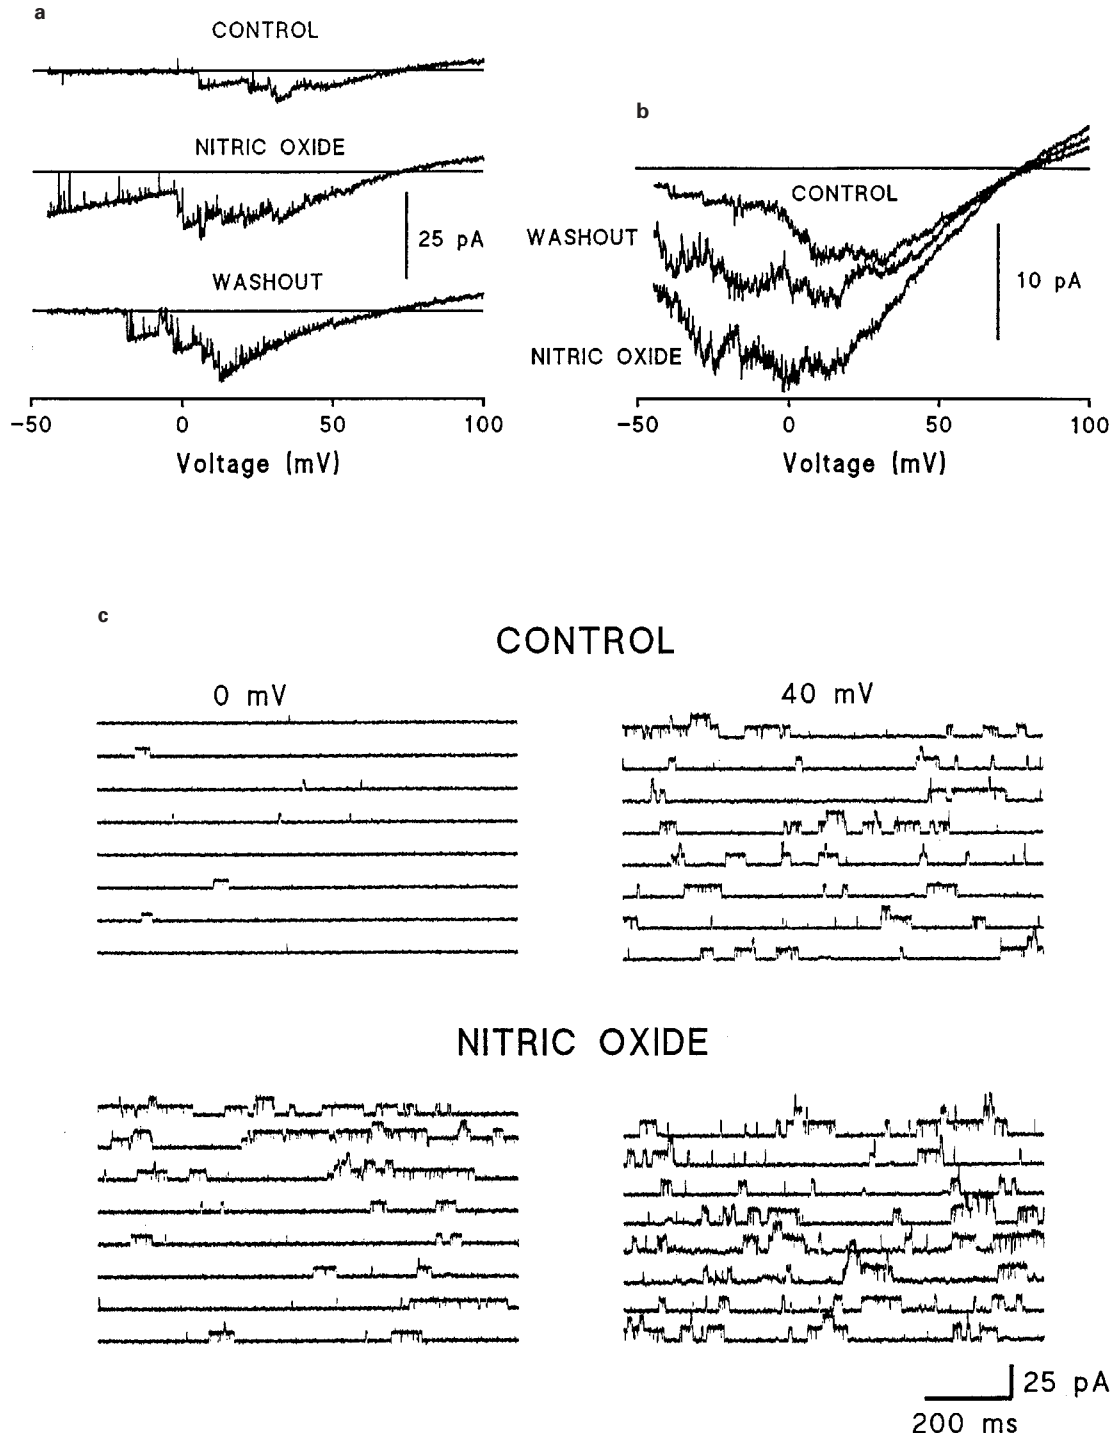 a
CONTROL
NITRIC OXIDE
25 pA
WASHOUT
-50 0 50 100
Voltage (mV)
b
CONTROL
WASHOUT
10 pA
NITRIC OXIDE
-50 0 50 100
Voltage (mV)
c
CONTROL
0 mV 40 mV
NITRIC OXIDE
25 pA
200 ms